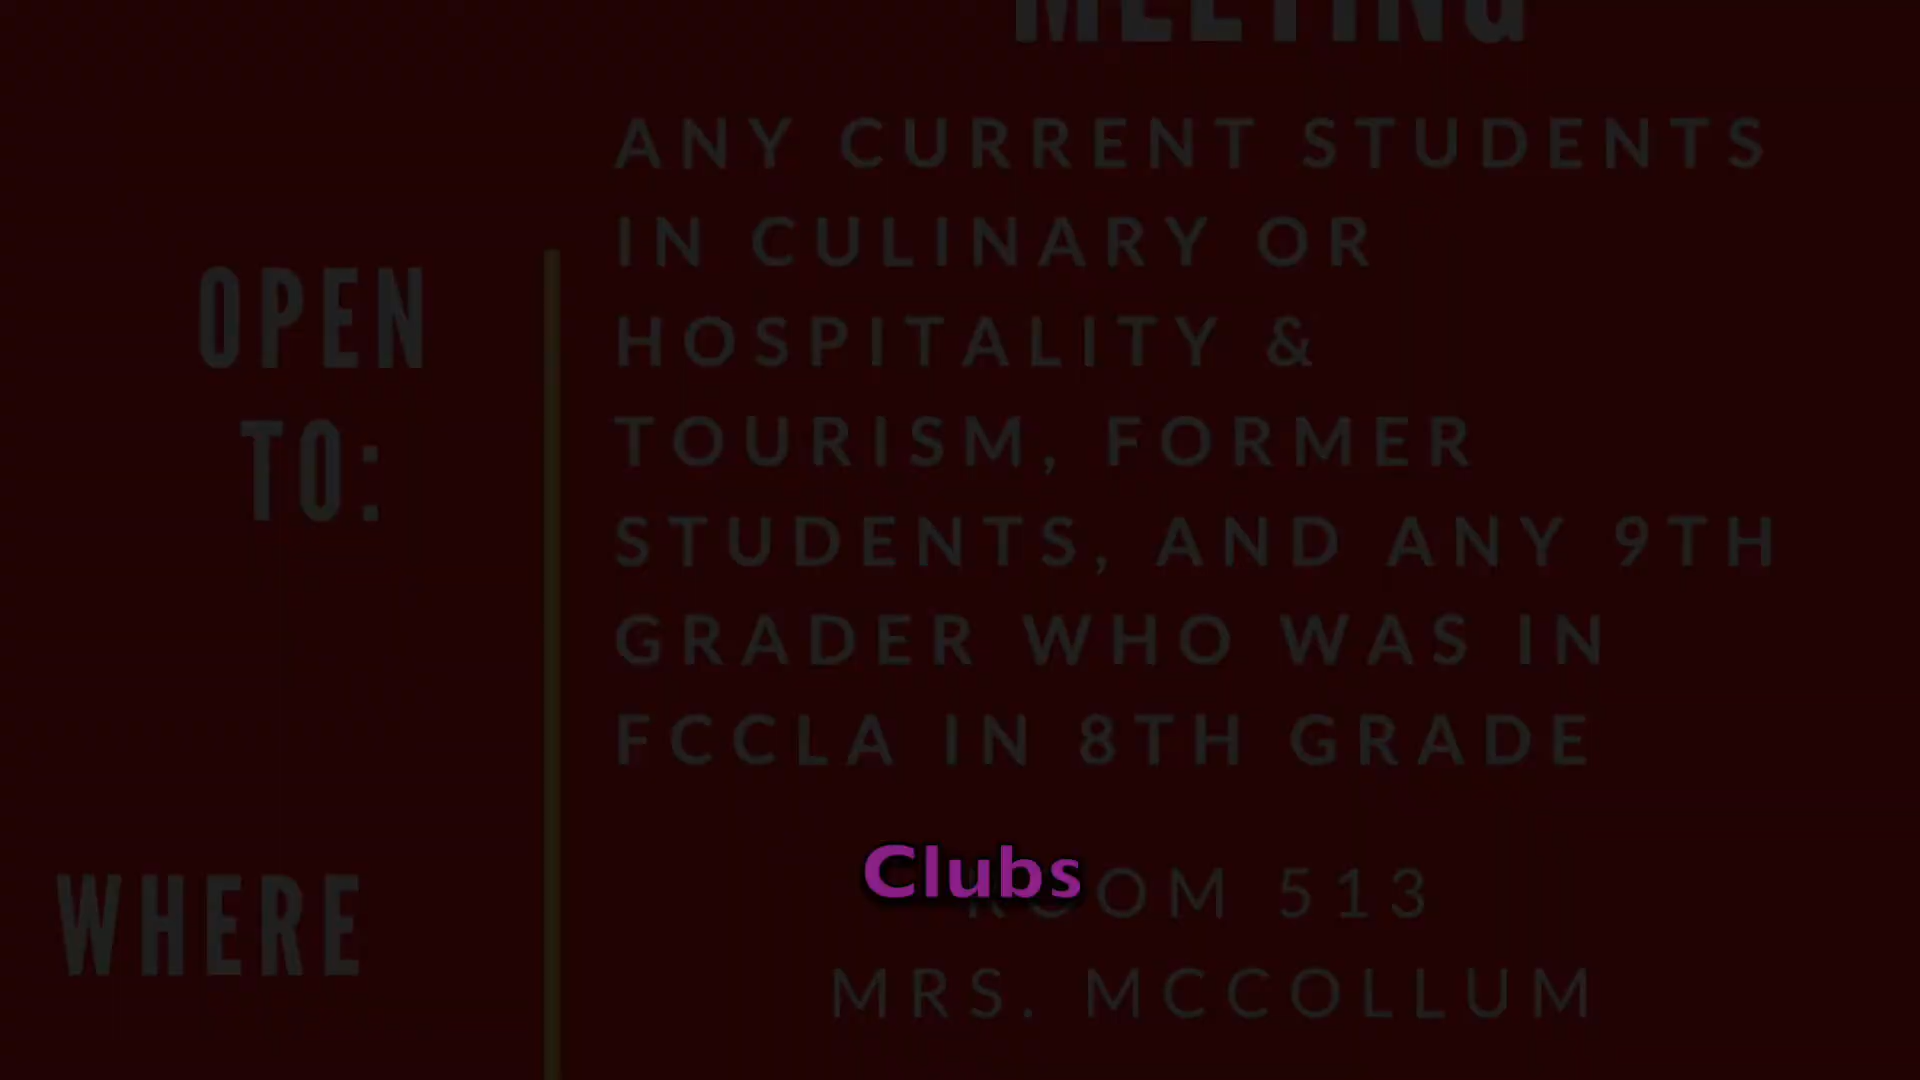 MEETING
ANY CURRENT STUDENTS
IN CULINARY OR
HOSPITALITY &
TOURISM, FORMER
STUDENTS, AND ANY 9TH
GRADER WHO WAS IN
FCCLA IN 8TH GRADE
OPEN
TO:
Clubs
WHERE
ROOM 513
MRS. MCCOLLUM